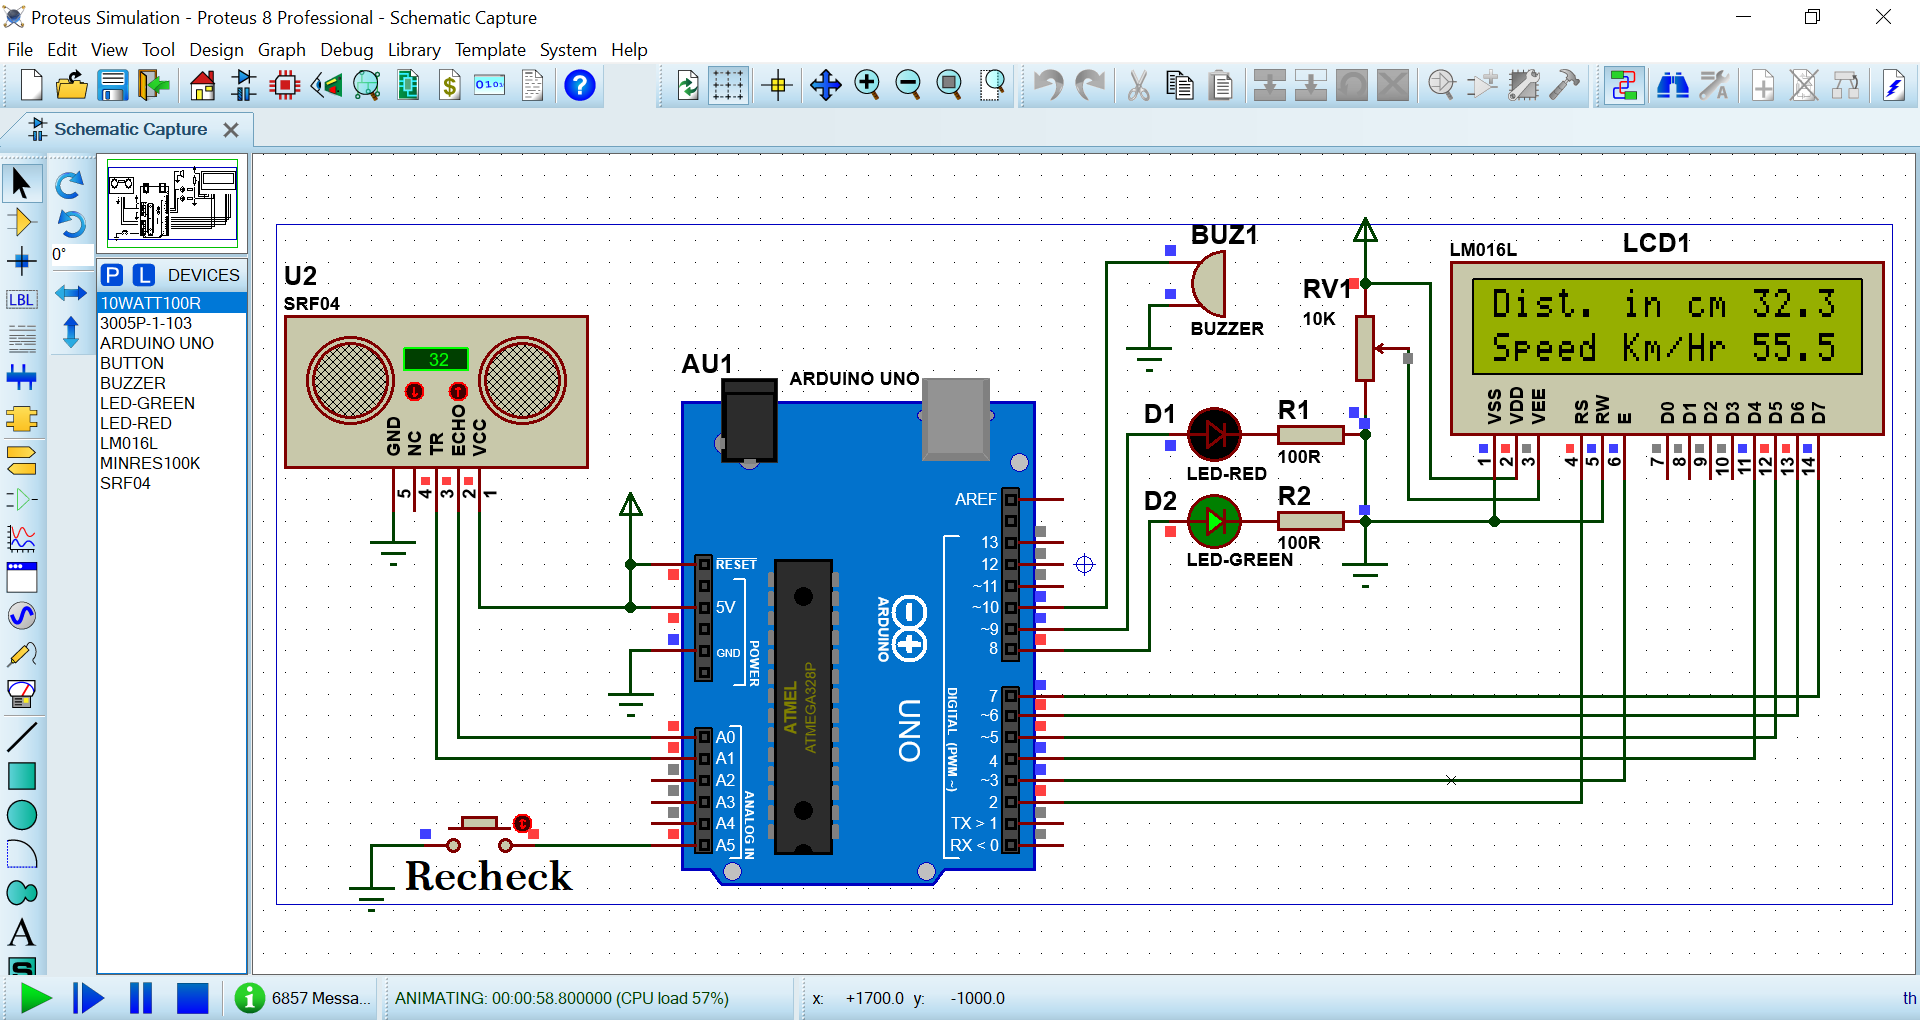 Proteus Simulation - Proteus 8 Professional - Schematic Capture
File Edit View Tool Design Graph Debug Library Template System Help
Schematic Capture
0°
P L DEVICES
LBL
10WATT100R
3005P-1-103
ARDUINO UNO
BUTTON
BUZZER
LED-GREEN
LED-RED
LM016L
MINRES100K
SRF04
A
S
U2
SRF04
32
GND
NC
TR
ECHO
VCC
5
4
3
2
1
AU1
ARDUINO UNO
AREF
RESET
5V
GND
POWER
A0
A1
A2
A3
A4
A5
ANALOG IN
ATMEL
ATMEGA328P
ARDUINO
UNO
13
12
~11
~10
~9
8
7
~6
~5
4
~3
2
TX > 1
RX < 0
DIGITAL (PWM ~)
Recheck
BUZ1
BUZZER
RV1
10K
D1
LED-RED
R1
100R
D2
LED-GREEN
R2
100R
LCD1
LM016L
Dist. in cm 32.3
Speed Km/Hr 55.5
VSS
VDD
VEE
RS
RW
E
D0
D1
D2
D3
D4
D5
D6
D7
1
2
3
4
5
6
7
8
9
10
11
12
13
14
6857 Messa...
ANIMATING: 00:00:58.800000 (CPU load 57%)
x: +1700.0 y: -1000.0
th